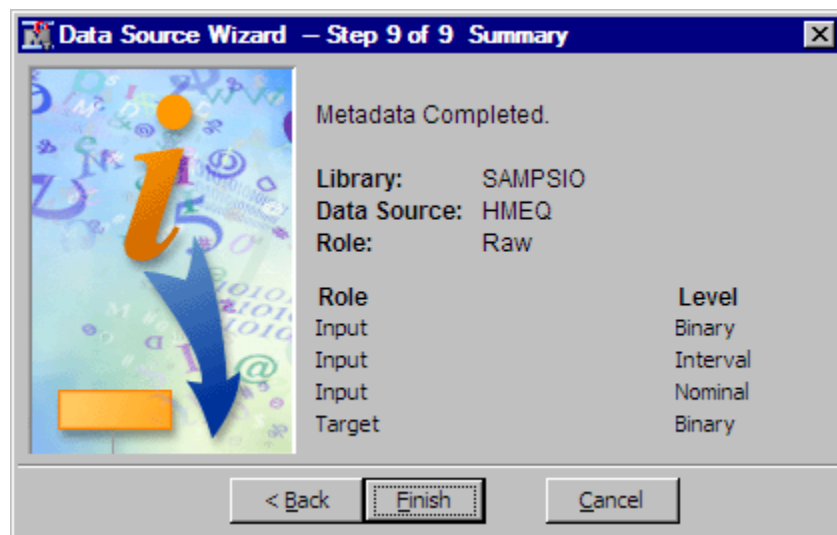 Data Source Wizard – Step 9 of 9 Summary
Metadata Completed.
Library: SAMPSIO
Data Source: HMEQ
Role: Raw
Role Level
Input Binary
Input Interval
Input Nominal
Target Binary
< Back Finish Cancel